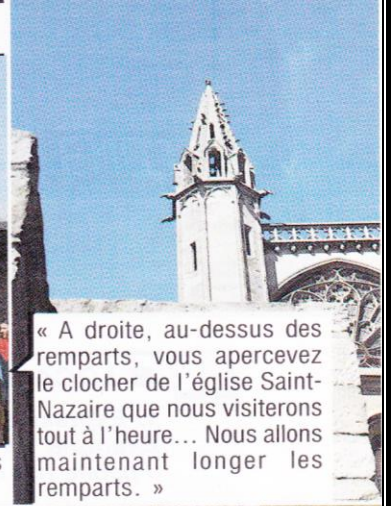 « A droite, au-dessus des
remparts, vous apercevez
le clocher de l'église Saint-
Nazaire que nous visiterons
tout à l'heure... Nous allons
maintenant longer les
remparts. »